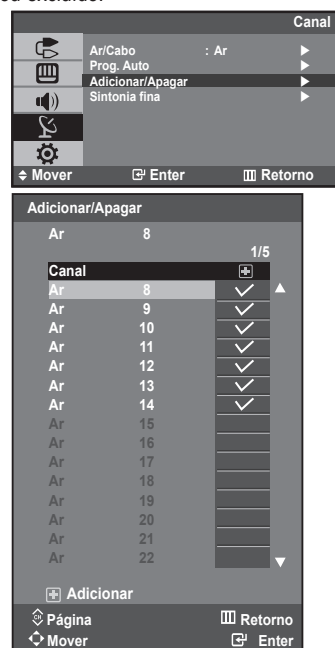 Canal
Ar/Cabo : Ar
Prog. Auto
Adicionar/Apagar
Sintonia fina
Mover Enter Retorno
Adicionar/Apagar
Ar 8
1/5
Canal
Ar 8
Ar 9
Ar 10
Ar 11
Ar 12
Ar 13
Ar 14
Ar 15
Ar 16
Ar 17
Ar 18
Ar 19
Ar 20
Ar 21
Ar 22
Adicionar
CH Página Retorno
Mover Enter